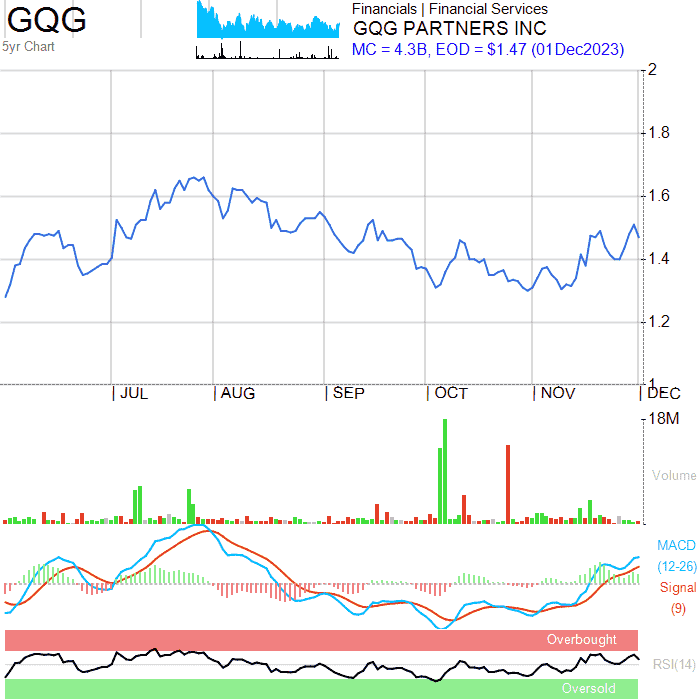 GQG
5yr Chart
Financials | Financial Services
GQG PARTNERS INC
MC = 4.3B, EOD = $1.47 (01Dec2023)
2
1.8
1.6
1.4
1.2
1
| JUL | AUG | SEP | OCT | NOV | DEC
18M
Volume
MACD
(12-26)
Signal
(9)
Overbought
RSI(14)
Oversold